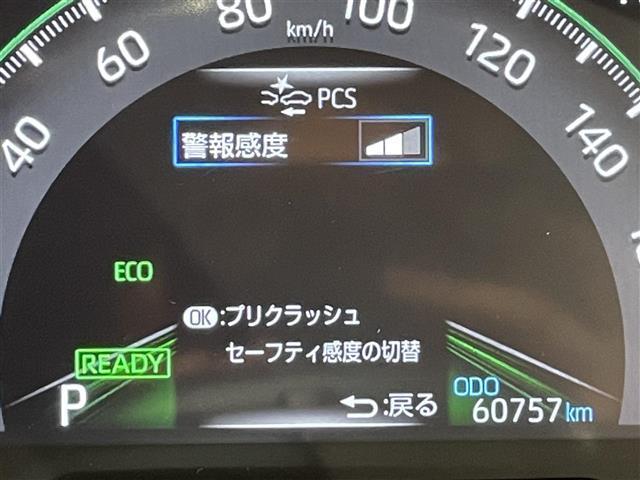 80
100
km/h
60
120
40
140
PCS
警報感度
ECO
OK:プリクラッシュ
セーフティ感度の切替
READY
P
:戻る
ODO
60757km